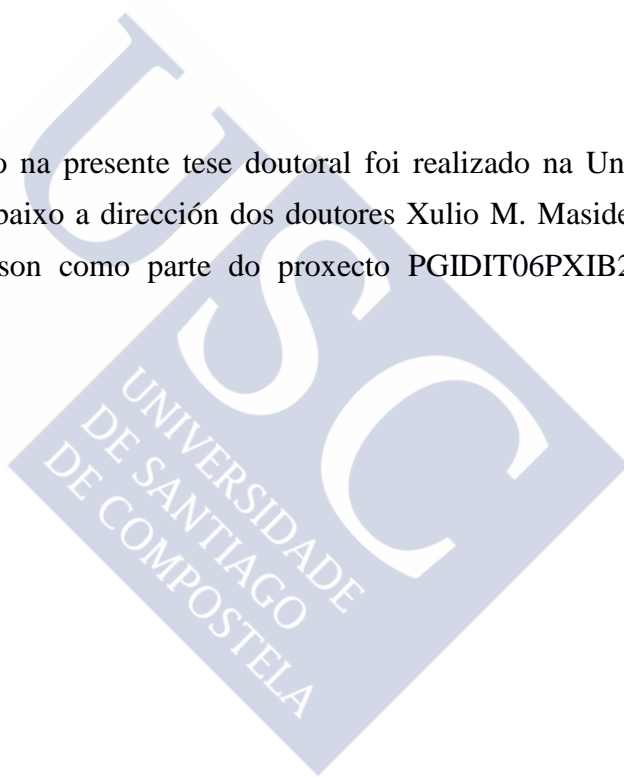 o na presente tese doutoral foi realizado na Un
baixo a dirección dos doutores Xulio M. Maside
son como parte do proxecto PGIDIT06PXIB2
USC
UNIVERSIDADE
DE SANTIAGO
DE COMPOSTELA